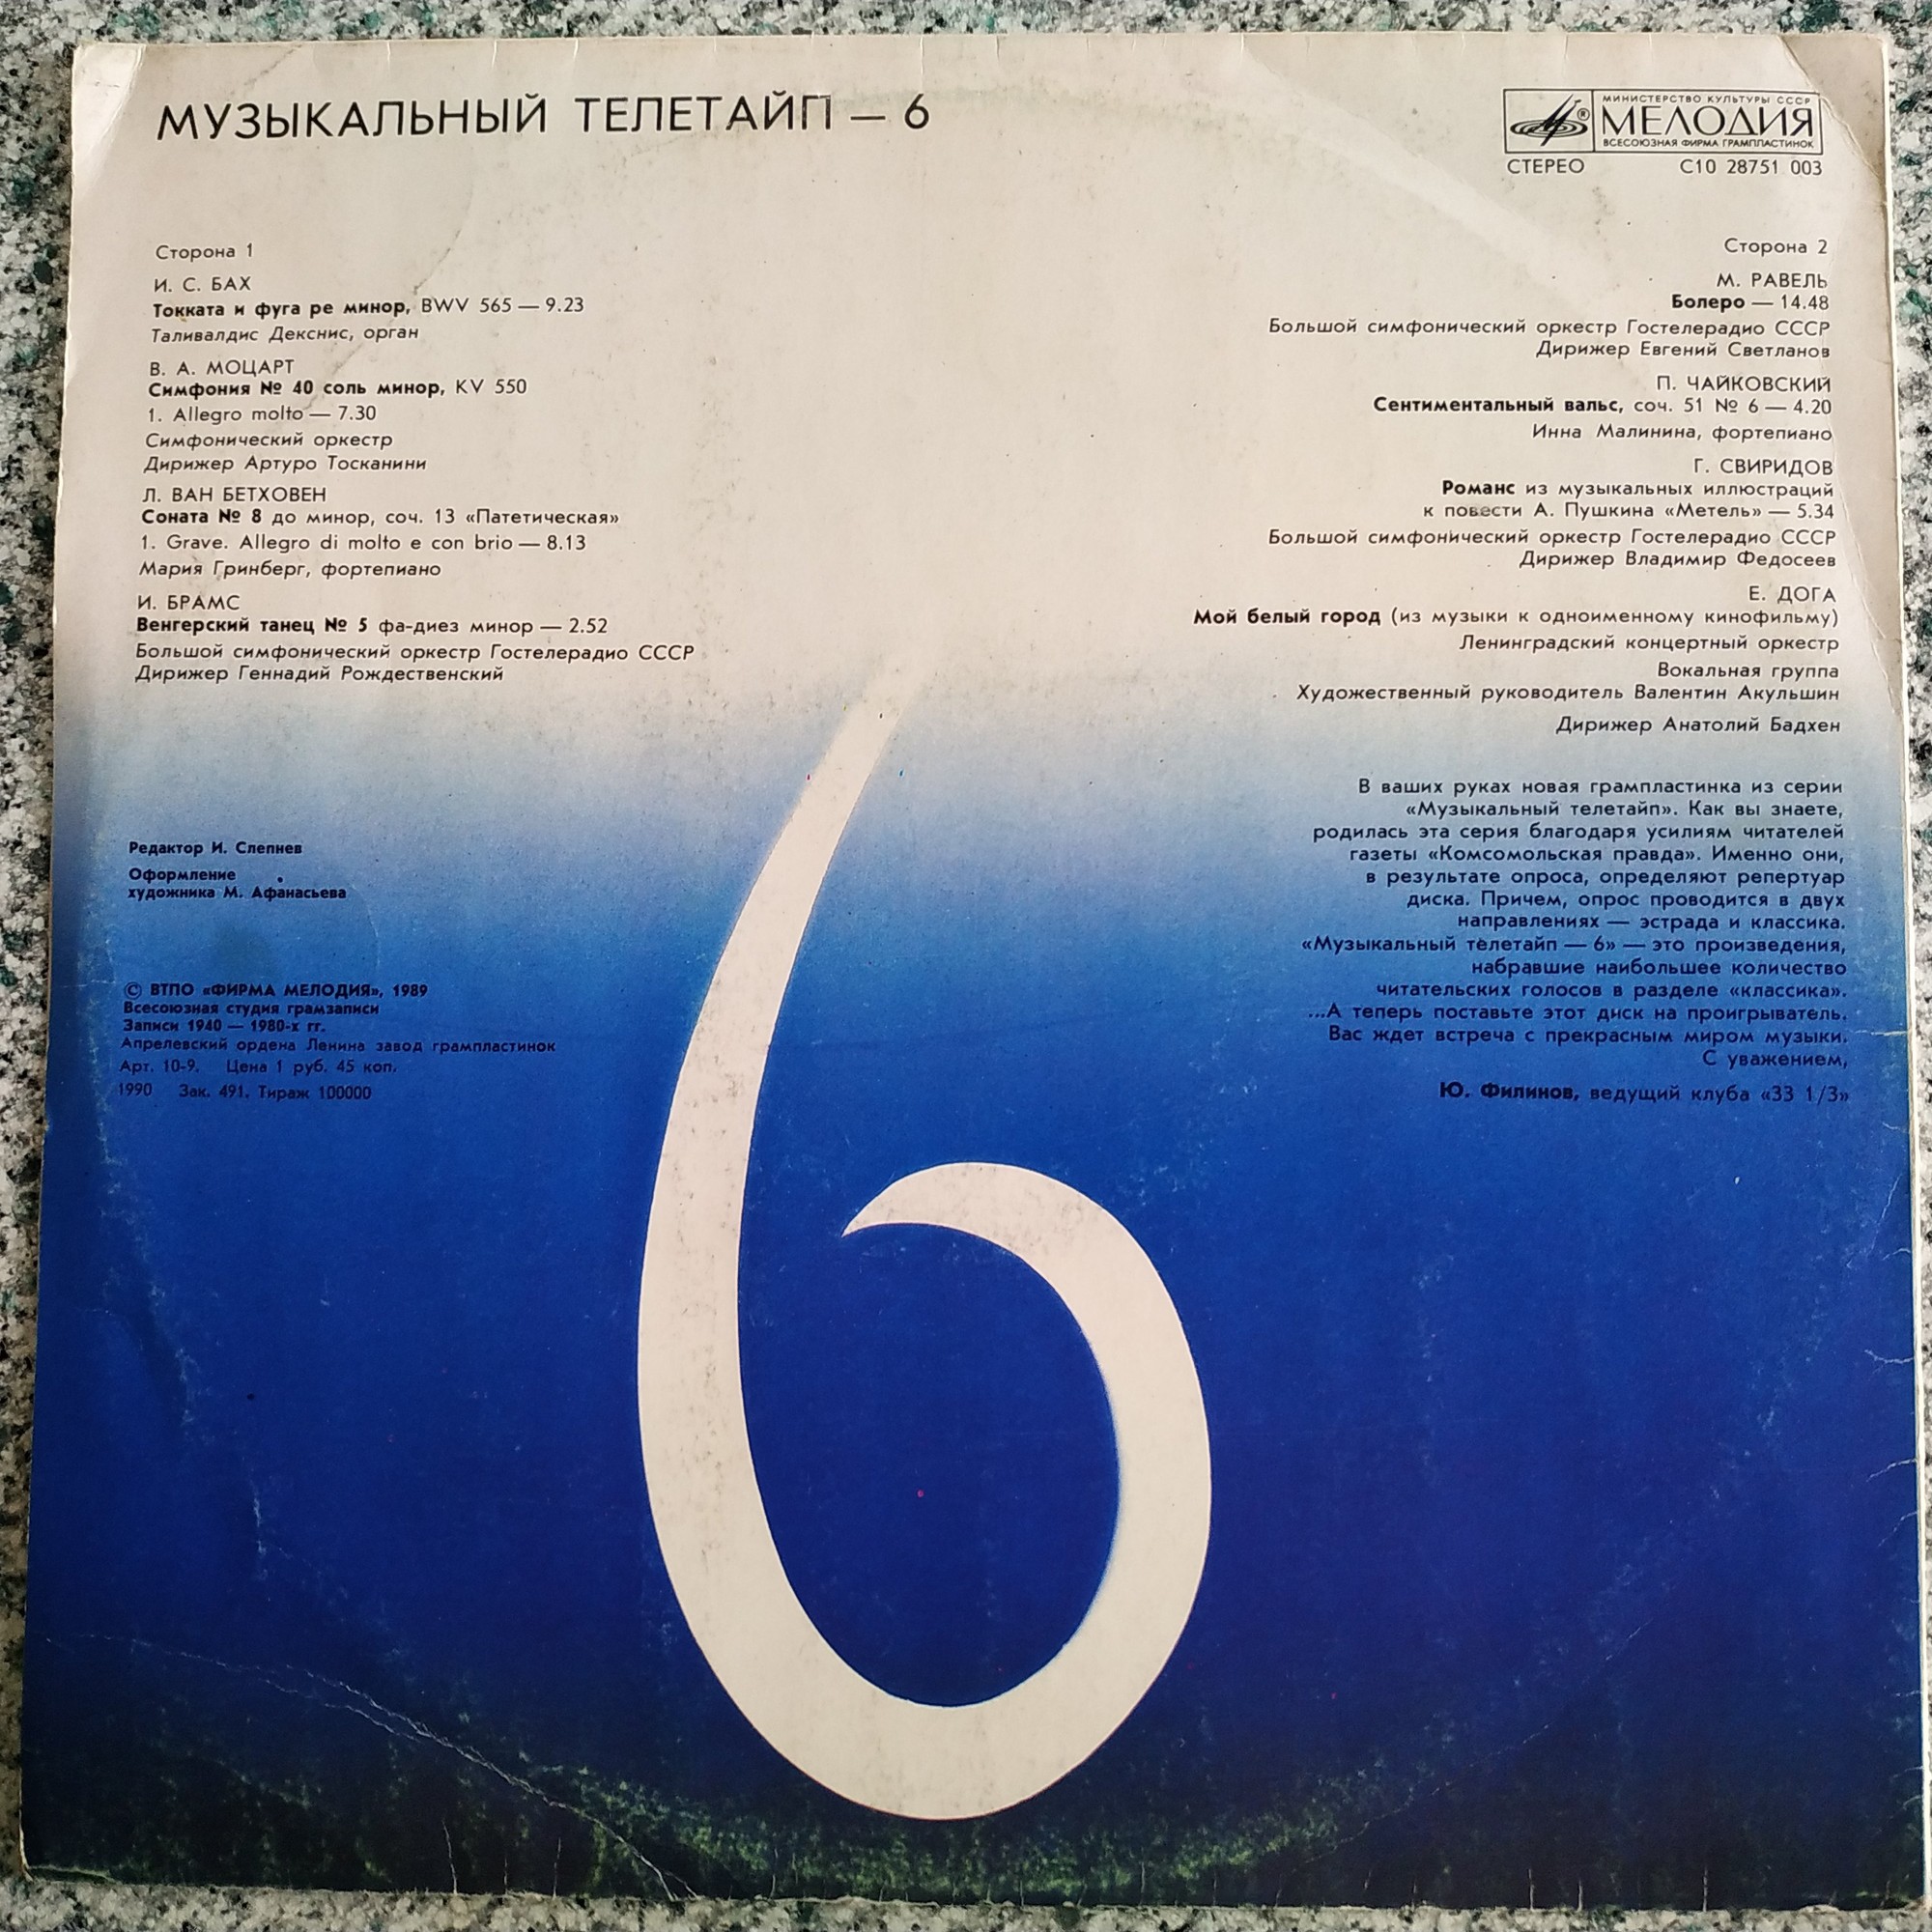 МУЗЫКАЛЬНЫЙ ТЕЛЕТАЙП — 6
МИНИСТЕРСТВО КУЛЬТУРЫ СССР
® МЕЛОДИЯ
ВСЕСОЮЗНАЯ ФИРМА ГРАМПЛАСТИНОК
СТЕРЕО С10 28751 003
Сторона 1
И. С. БАХ
Токката и фуга ре минор, BWV 565 — 9.23
Таливалдис Декснис, орган
В. А. МОЦАРТ
Симфония № 40 соль минор, KV 550
1. Allegro molto — 7.30
Симфонический оркестр
Дирижер Артуро Тосканини
Л. ВАН БЕТХОВЕН
Соната № 8 до минор, соч. 13 «Патетическая»
1. Grave. Allegro di molto e con brio — 8.13
Мария Гринберг, фортепиано
И. БРАМС
Венгерский танец № 5 фа-диез минор — 2.52
Большой симфонический оркестр Гостелерадио СССР
Дирижер Геннадий Рождественский
Редактор И. Слепнев
Оформление
художника М. Афанасьева
© ВТПО «ФИРМА МЕЛОДИЯ», 1989
Всесоюзная студия грамзаписи
Записи 1940 — 1980-х гг.
Апрелевский ордена Ленина завод грампластинок
Арт. 10-9. Цена 1 руб. 45 коп.
1990 Зак. 491. Тираж 100000
Сторона 2
М. РАВЕЛЬ
Болеро — 14.48
Большой симфонический оркестр Гостелерадио СССР
Дирижер Евгений Светланов
П. ЧАЙКОВСКИЙ
Сентиментальный вальс, соч. 51 № 6 — 4.20
Инна Малинина, фортепиано
Г. СВИРИДОВ
Романс из музыкальных иллюстраций
к повести А. Пушкина «Метель» — 5.34
Большой симфонический оркестр Гостелерадио СССР
Дирижер Владимир Федосеев
Е. ДОГА
Мой белый город (из музыки к одноименному кинофильму)
Ленинградский концертный оркестр
Вокальная группа
Художественный руководитель Валентин Акульшин
Дирижер Анатолий Бадхен
В ваших руках новая грампластинка из серии
«Музыкальный телетайп». Как вы знаете,
родилась эта серия благодаря усилиям читателей
газеты «Комсомольская правда». Именно они,
в результате опроса, определяют репертуар
диска. Причем, опрос проводится в двух
направлениях — эстрада и классика.
«Музыкальный телетайп — 6» — это произведения,
набравшие наибольшее количество
читательских голосов в разделе «классика».
...А теперь поставьте этот диск на проигрыватель.
Вас ждет встреча с прекрасным миром музыки.
С уважением,
Ю. Филинов, ведущий клуба «33 1/3»
6